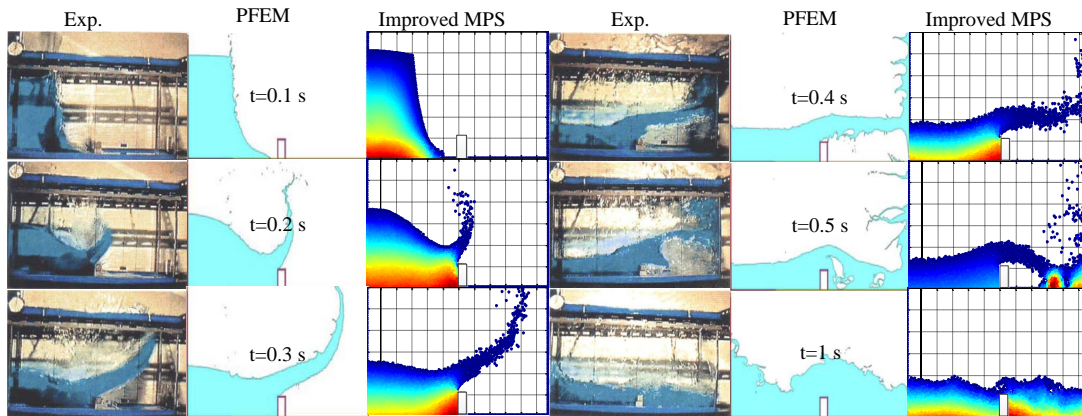 Exp. PFEM Improved MPS Exp. PFEM Improved MPS
t=0.1 s t=0.4 s
t=0.2 s t=0.5 s
t=0.3 s t=1 s